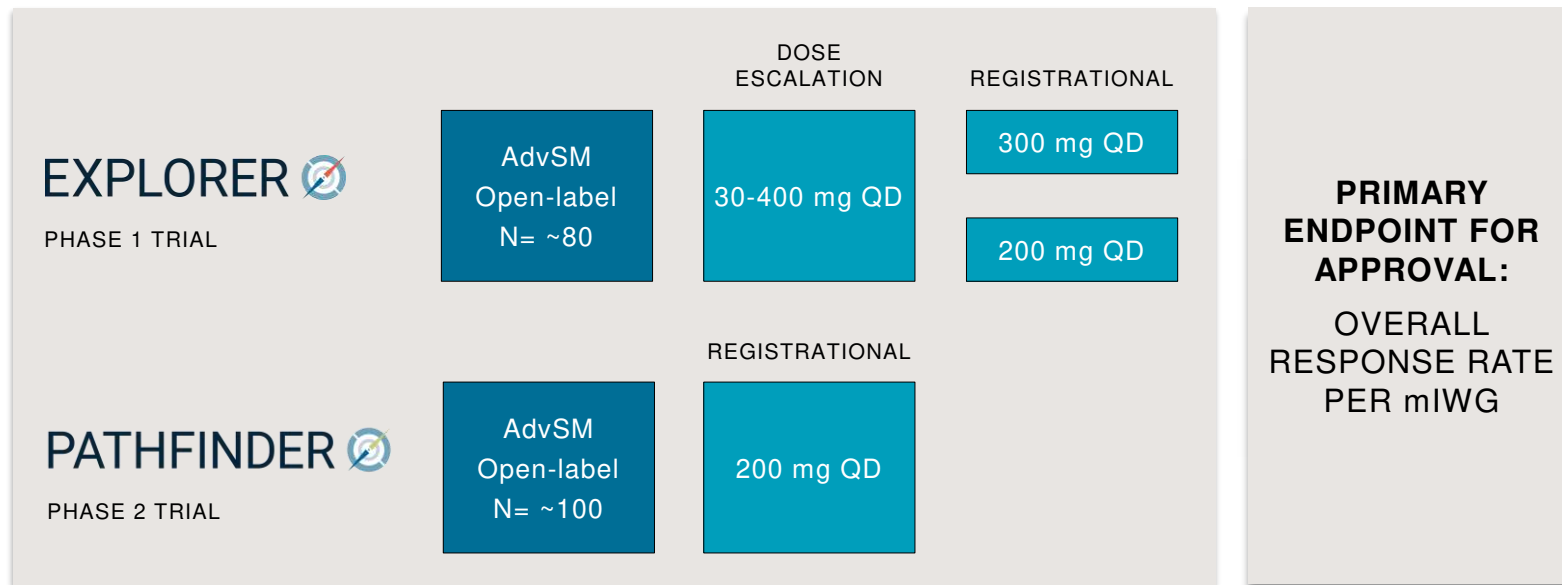 DOSE
ESCALATION
REGISTRATIONAL
EXPLORER
PHASE 1 TRIAL
AdvSM
Open-label
N= ~80
30-400 mg QD
300 mg QD
200 mg QD
REGISTRATIONAL
PATHFINDER
PHASE 2 TRIAL
AdvSM
Open-label
N= ~100
200 mg QD
PRIMARY
ENDPOINT FOR
APPROVAL:
OVERALL
RESPONSE RATE
PER mIWG